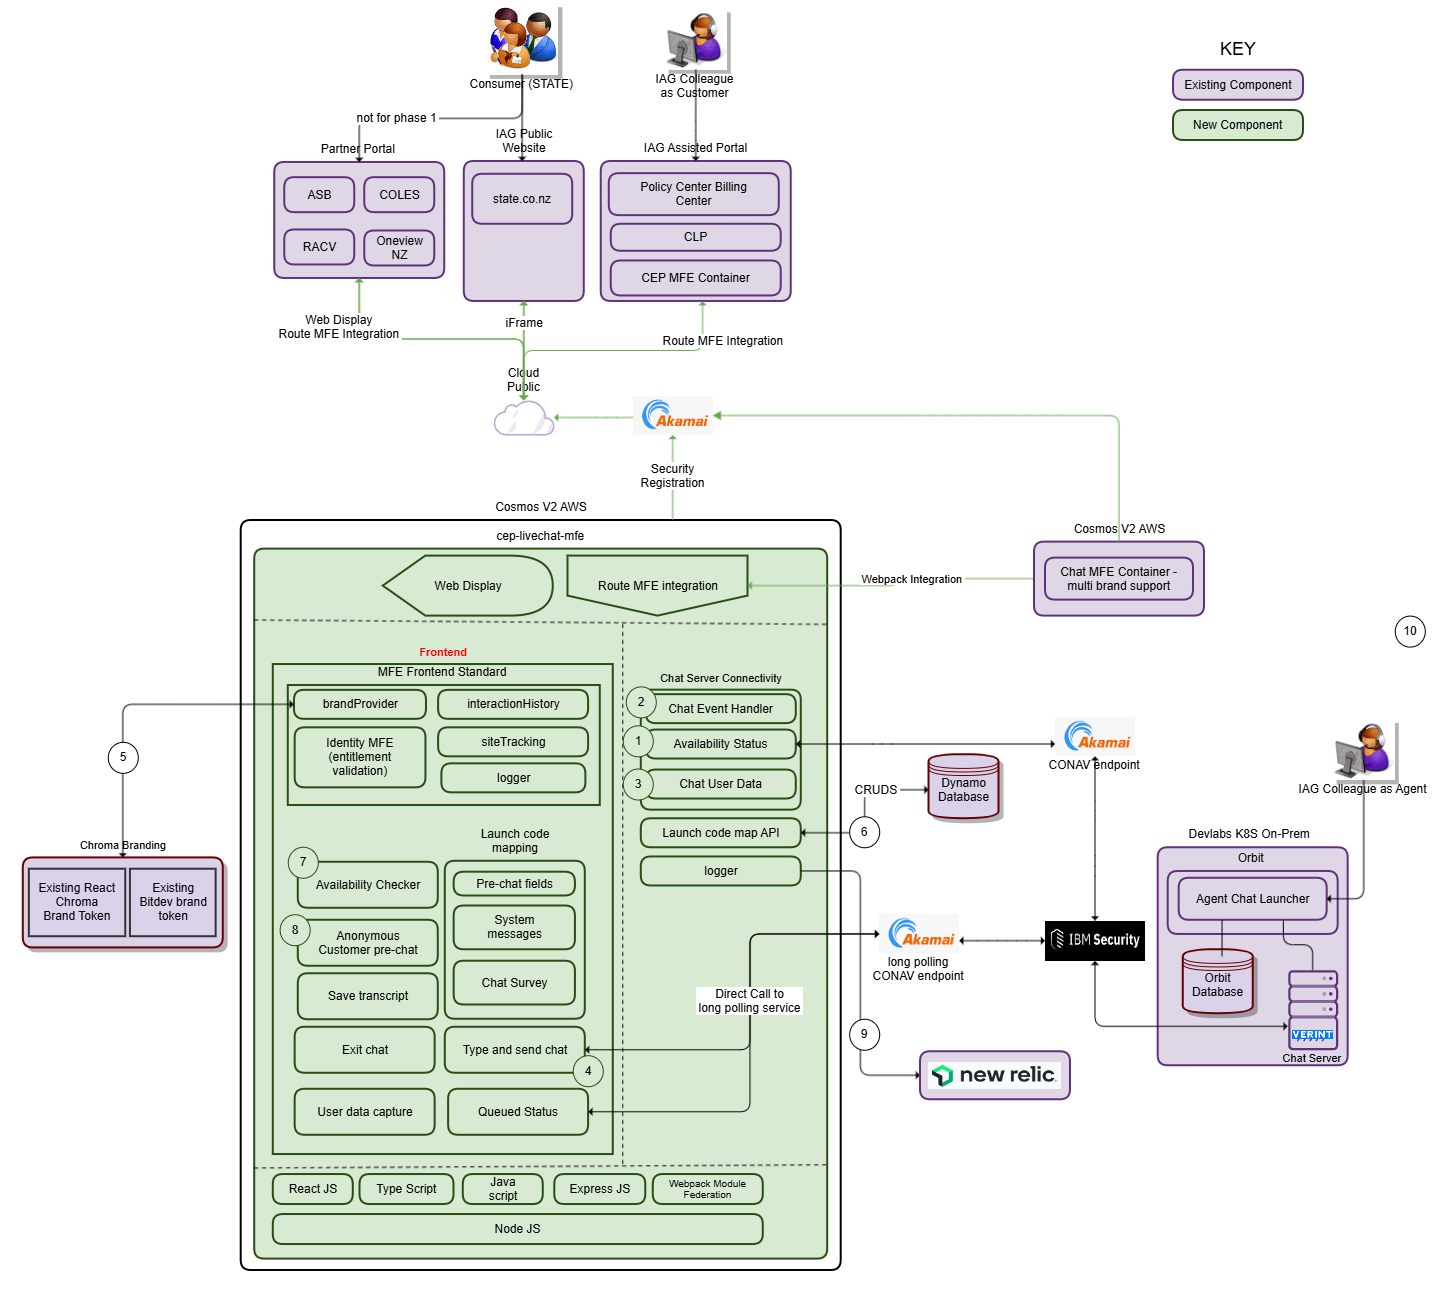 KEY
Existing Component
New Component
Consumer (STATE)
IAG Colleague
as Customer
not for phase 1
Partner Portal
IAG Public
Website
IAG Assisted Portal
ASB
COLES
RACV
Oneview
NZ
state.co.nz
Policy Center Billing
Center
CLP
CEP MFE Container
Web Display
Route MFE Integration
iFrame
Route MFE Integration
Cloud
Public
Akamai
Security
Registration
Cosmos V2 AWS
cep-livechat-mfe
Web Display
Route MFE integration
Webpack Integration
Cosmos V2 AWS
Chat MFE Container -
multi brand support
10
Frontend
MFE Frontend Standard
brandProvider
interactionHistory
Identity MFE
(entitlement
validation)
siteTracking
logger
Chat Server Connectivity
2
Chat Event Handler
1
Availability Status
3
Chat User Data
Launch code map API
logger
5
Chroma Branding
Existing React
Chroma
Brand Token
Existing
Bitdev brand
token
Launch code
mapping
7
Availability Checker
Pre-chat fields
8
Anonymous
Customer pre-chat
System
messages
Save transcript
Chat Survey
Exit chat
Type and send chat
4
User data capture
Queued Status
Direct Call to
long polling service
CRUDS
6
Dynamo
Database
Akamai
CONAV endpoint
IAG Colleague as Agent
Devlabs K8S On-Prem
Orbit
Agent Chat Launcher
Akamai
long polling
CONAV endpoint
IBM Security
Orbit
Database
VERINT
Chat Server
9
new relic
React JS
Type Script
Java
script
Express JS
Webpack Module
Federation
Node JS